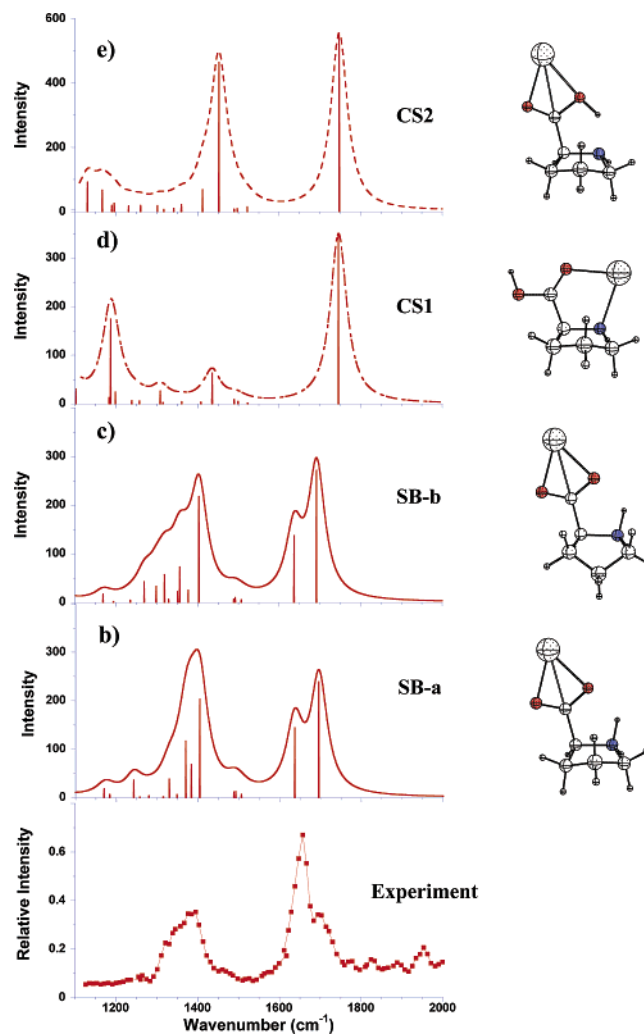 e)
CS2
Intensity
600
400
200
0
d)
CS1
Intensity
300
200
100
0
c)
SB-b
Intensity
300
200
100
0
b)
SB-a
Intensity
300
200
100
0
Experiment
Relative Intensity
0.6
0.4
0.2
0
1200 1400 1600 1800 2000
Wavenumber (cm⁻¹)